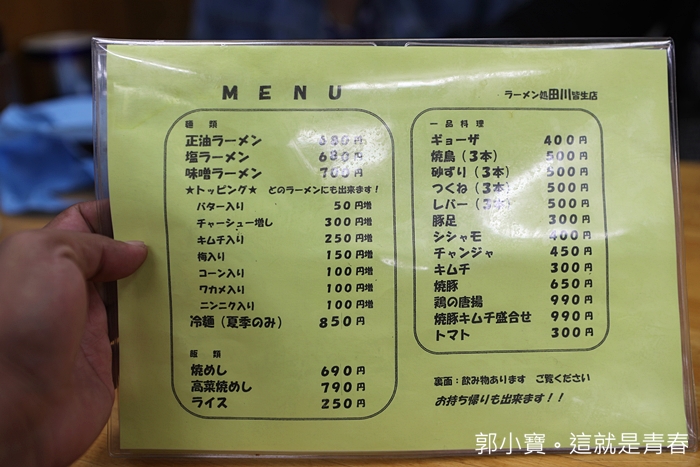 MENU
ラーメン処田川皆生店
麺類
正油ラーメン 680円
塩ラーメン 680円
味噌ラーメン 700円
★トッピング★ どのラーメンにも出来ます！
バター入り 50円増
チャーシュー増し 300円増
キムチ入り 250円増
梅入り 150円増
コーン入り 100円増
ワカメ入り 100円増
ニンニク入り 100円増
冷麺（夏季のみ） 850円
飯類
焼めし 690円
高菜焼めし 790円
ライス 250円
一品料理
ギョーザ 400円
焼鳥（3本） 500円
砂ずり（3本） 500円
つくね（3本） 500円
レバー（3本） 500円
豚足 300円
シシャモ 400円
チャンジャ 450円
キムチ 300円
焼豚 650円
鶏の唐揚 990円
焼豚キムチ盛合せ 990円
トマト 300円
裏面：飲み物あります ご覧ください
お持ち帰りも出来ます！！
郭小寶。這就是青春